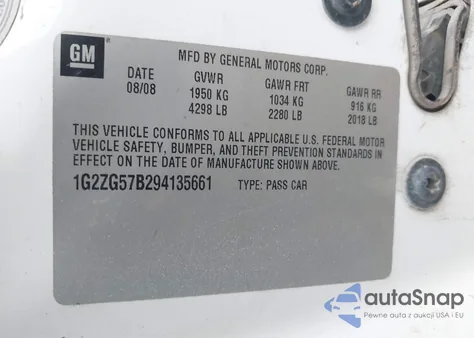 GM
MFD BY GENERAL MOTORS CORP.
DATE GVWR GAWR FRT GAWR RR
08/08 1950 KG 1034 KG 916 KG
4298 LB 2280 LB 2018 LB
THIS VEHICLE CONFORMS TO ALL APPLICABLE U.S. FEDERAL MOTOR
VEHICLE SAFETY, BUMPER, AND THEFT PREVENTION STANDARDS IN
EFFECT ON THE DATE OF MANUFACTURE SHOWN ABOVE.
1G2ZG57B294135661 TYPE: PASS CAR
autoSnap
Pewne auta z aukcji USA i EU